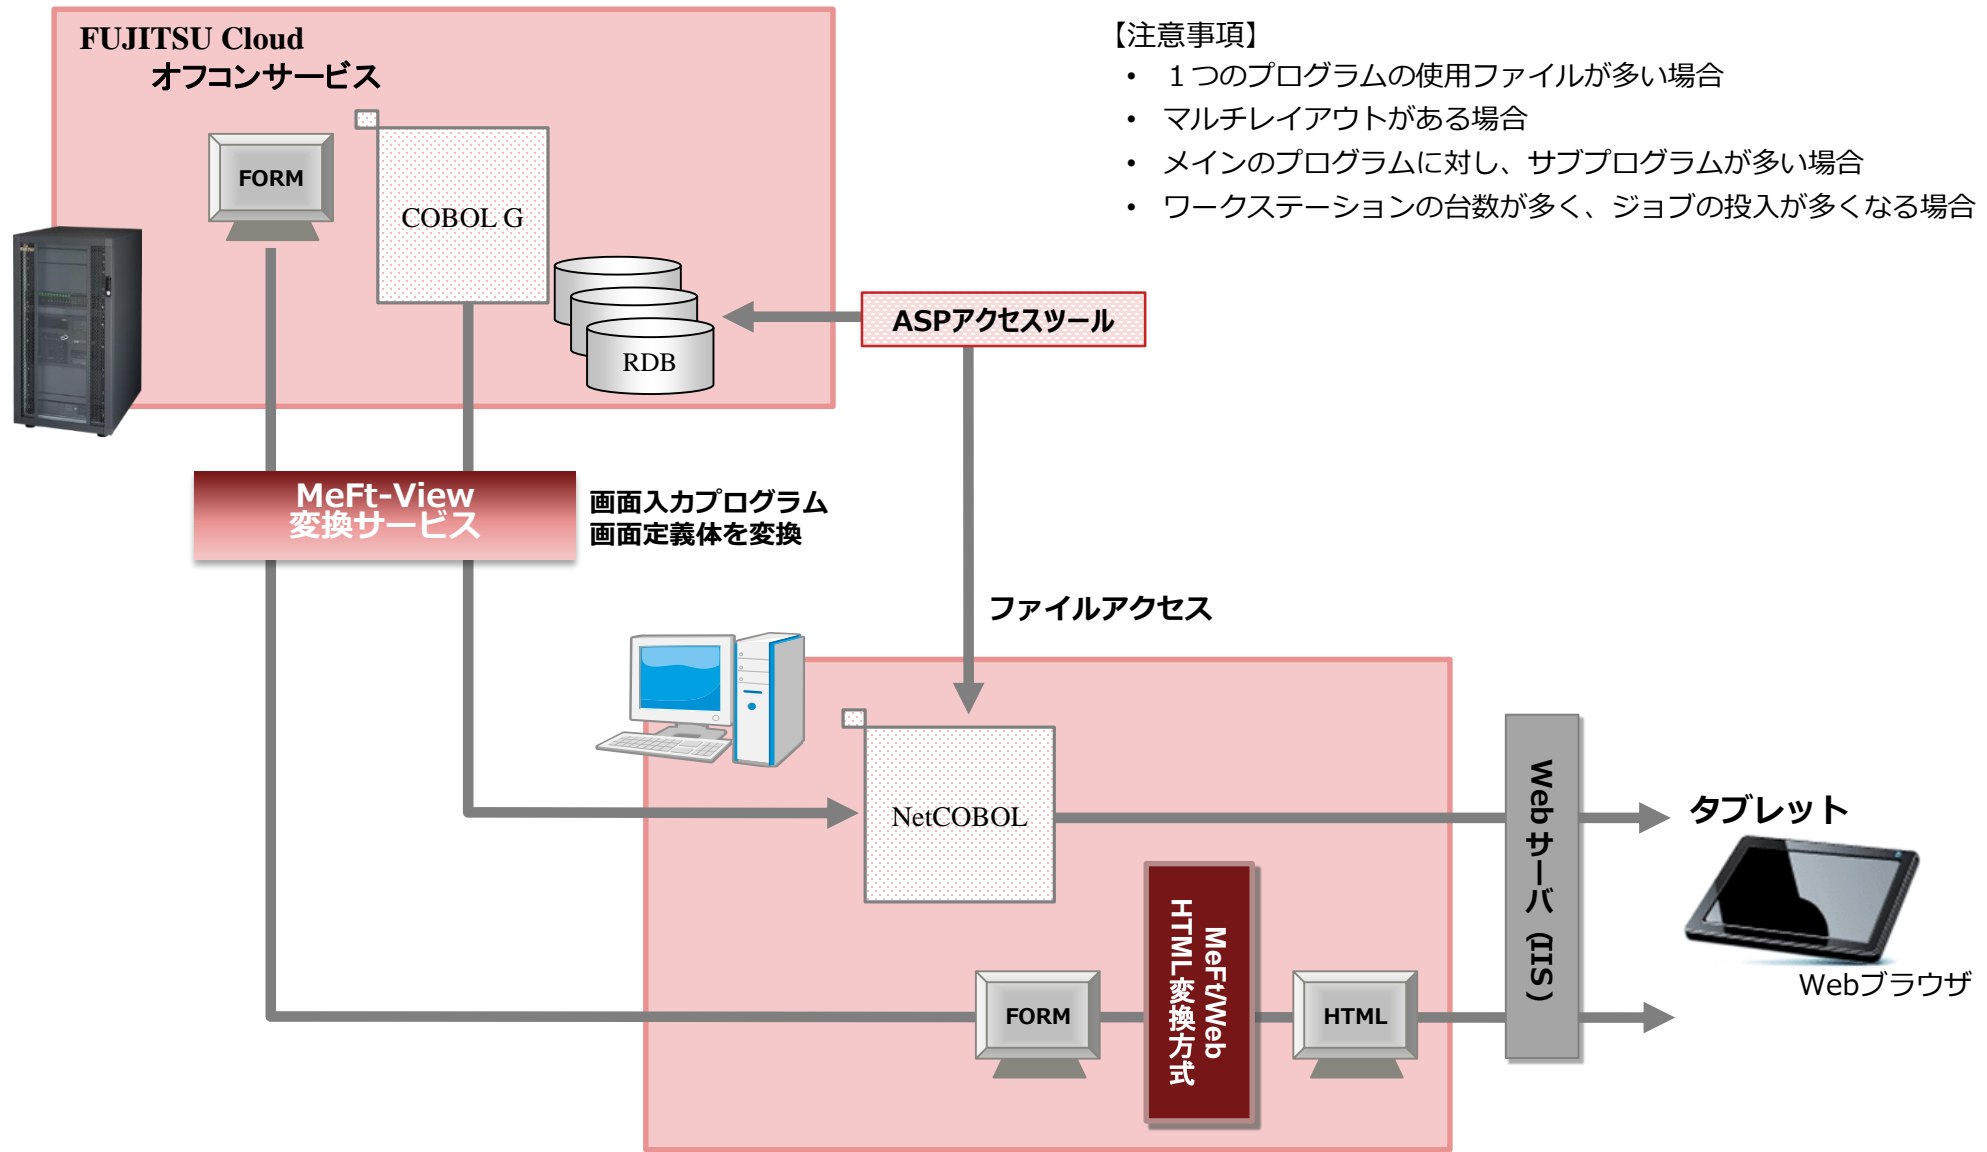 FUJITSU Cloud
オフコンサービス
FORM
COBOL G
RDB
【注意事項】
• １つのプログラムの使用ファイルが多い場合
• マルチレイアウトがある場合
• メインのプログラムに対し、サブプログラムが多い場合
• ワークステーションの台数が多く、ジョブの投入が多くなる場合
ASPアクセスツール
MeFt-View
変換サービス
画面入力プログラム
画面定義体を変換
ファイルアクセス
NetCOBOL
FORM
MeFt/Web
HTML変換方式
HTML
Web サーバ（IIS）
タブレット
Webブラウザ